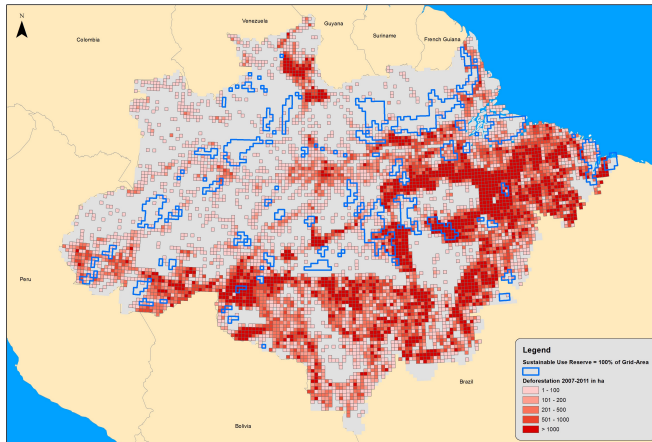 N
Venezuela
Guyana
Colombia
Suriname
French Guiana
Peru
Brazil
Bolivia
Legend
Sustainable Use Reserve = 100% of Grid-Area
Deforestation 2007-2011 in ha
1 - 100
101 - 200
201 - 500
501 - 1000
> 1000